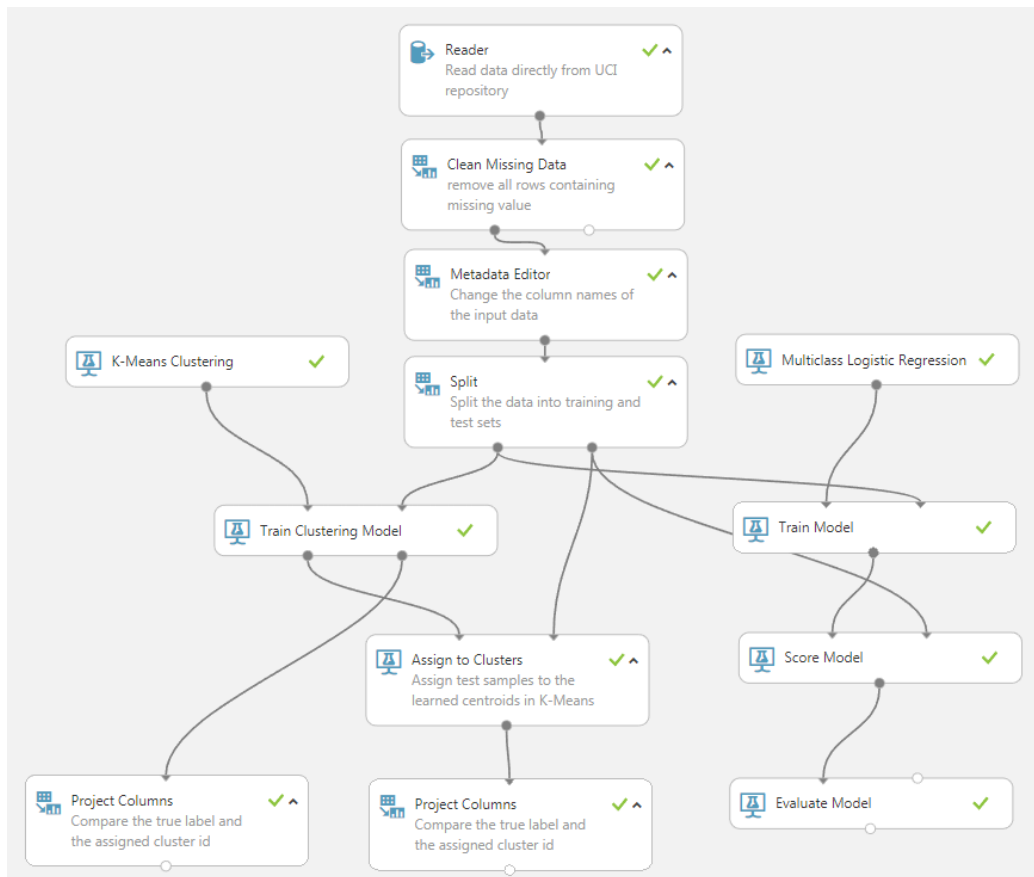 Reader
Read data directly from UCI
repository
Clean Missing Data
remove all rows containing
missing value
Metadata Editor
Change the column names of
the input data
K-Means Clustering
Multiclass Logistic Regression
Split
Split the data into training and
test sets
Train Clustering Model
Train Model
Assign to Clusters
Assign test samples to the
learned centroids in K-Means
Score Model
Project Columns
Compare the true label and
the assigned cluster id
Project Columns
Compare the true label and
the assigned cluster id
Evaluate Model